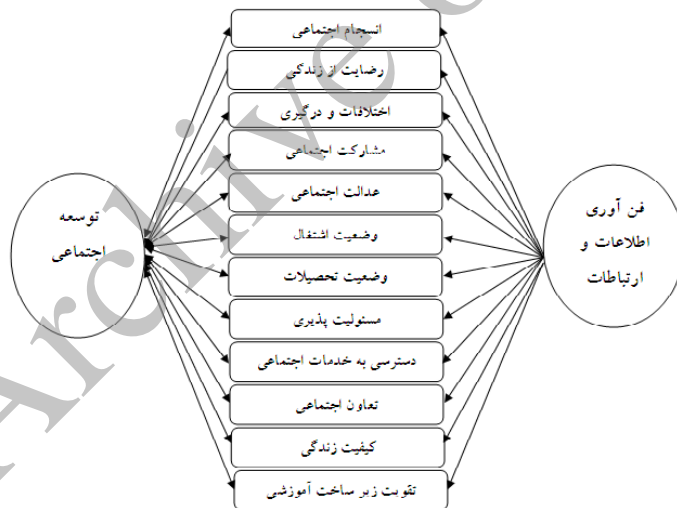 انسجام اجتماعی
رضایت از زندگی
اختلافات و درگیری
مشارکت اجتماعی
عدالت اجتماعی
وضعیت اشتغال
وضعیت تحصیلات
مسئولیت پذیری
دسترسی به خدمات اجتماعی
تعاون اجتماعی
کیفیت زندگی
تقویت زیر ساخت آموزشی
فن آوری
اطلاعات و
ارتباطات
توسعه
اجتماعی
Archive